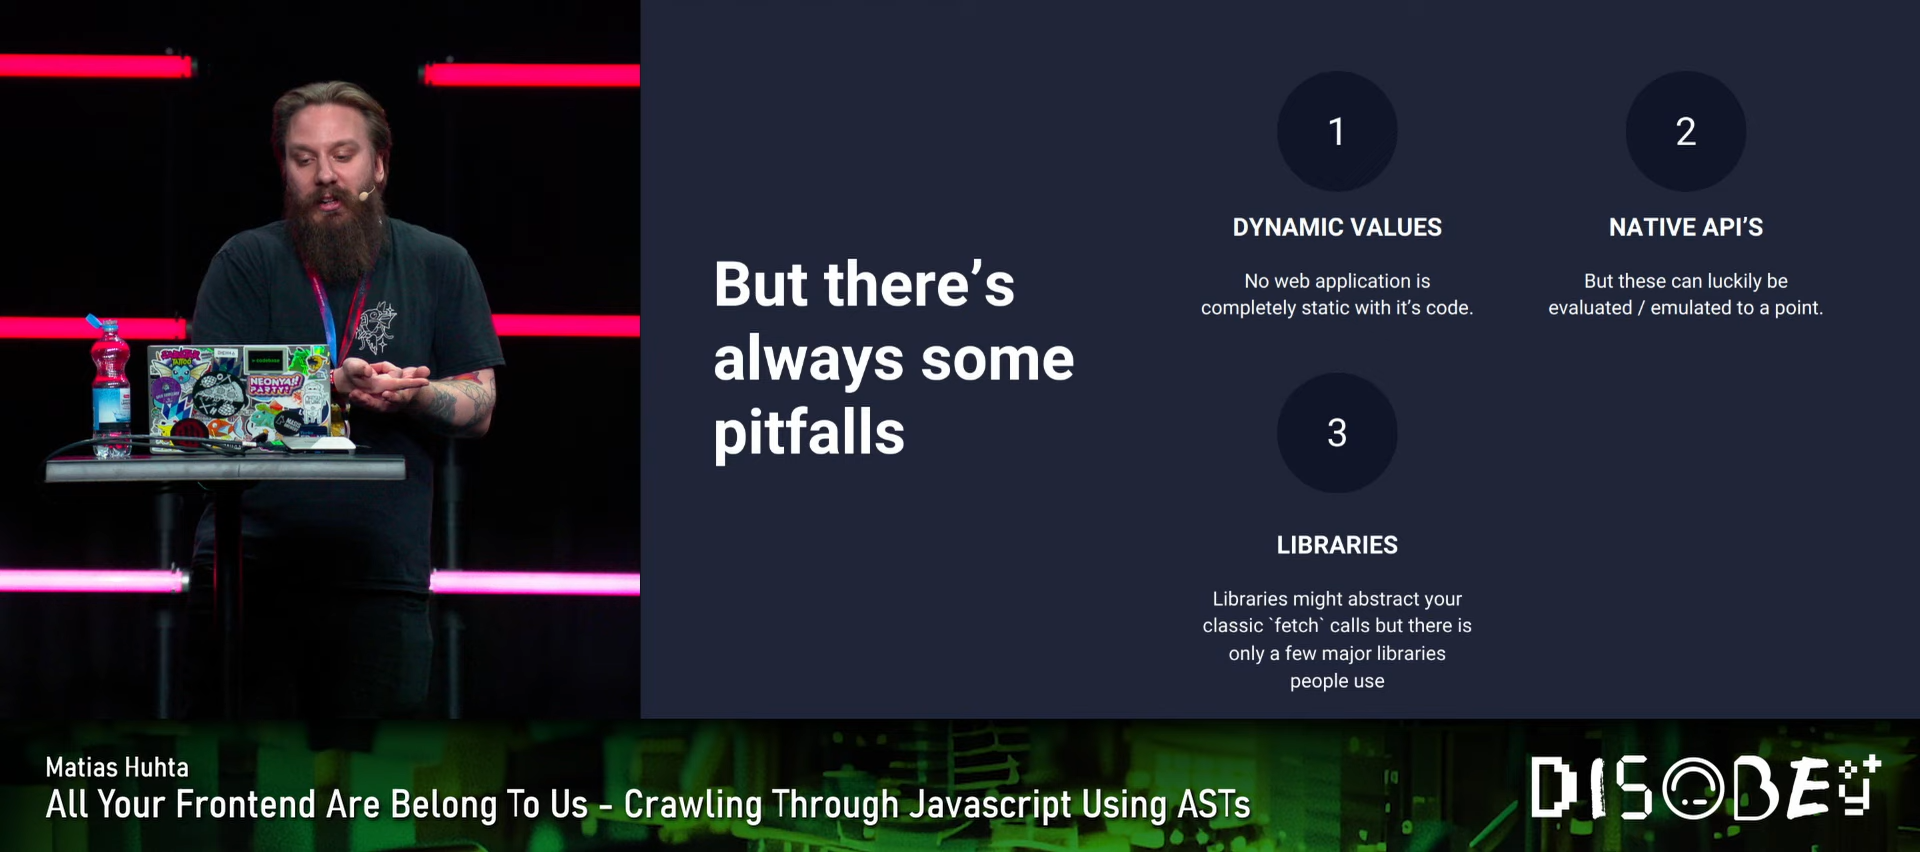 But there's
always some
pitfalls
1
DYNAMIC VALUES
No web application is
completely static with it's code.
2
NATIVE API'S
But these can luckily be
evaluated / emulated to a point.
3
LIBRARIES
Libraries might abstract your
classic `fetch` calls but there is
only a few major libraries
people use
NEONYAH!
PARTY!
Matias Huhta
All Your Frontend Are Belong To Us - Crawling Through Javascript Using ASTs
DISOBEY